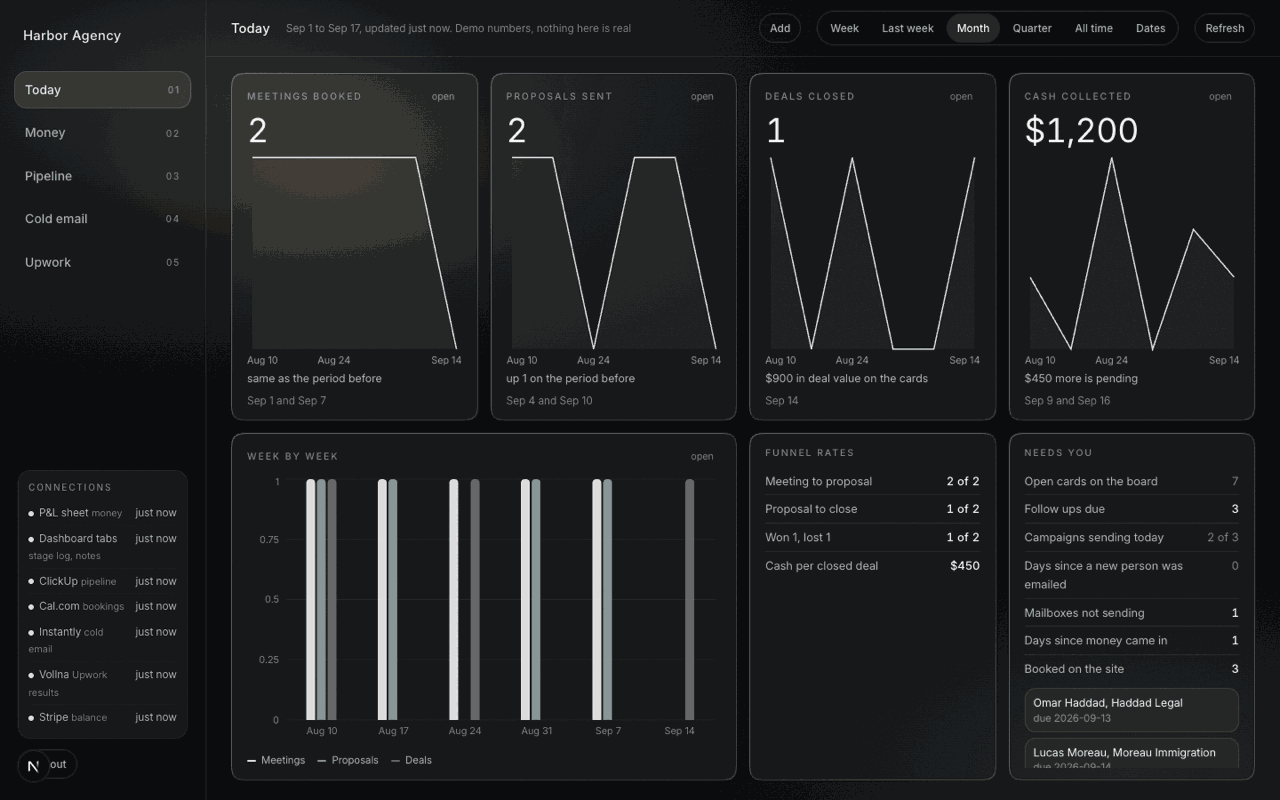 Harbor Agency
Today 01
Money 02
Pipeline 03
Cold email 04
Upwork 05
CONNECTIONS
P&L sheet money just now
Dashboard tabs just now
stage log, notes
ClickUp pipeline just now
Cal.com bookings just now
Instantly cold just now
email
Vollna Upwork just now
results
Stripe balance just now
N out
Today Sep 1 to Sep 17, updated just now. Demo numbers, nothing here is real
Add Week Last week Month Quarter All time Dates Refresh
MEETINGS BOOKED open
2
Aug 10 Aug 24 Sep 14
same as the period before
Sep 1 and Sep 7
PROPOSALS SENT open
2
Aug 10 Aug 24 Sep 14
up 1 on the period before
Sep 4 and Sep 10
DEALS CLOSED open
1
Aug 10 Aug 24 Sep 14
$900 in deal value on the cards
Sep 14
CASH COLLECTED open
$1,200
Aug 10 Aug 24 Sep 14
$450 more is pending
Sep 9 and Sep 16
WEEK BY WEEK open
1
0.75
0.5
0.25
0
Aug 10 Aug 17 Aug 24 Aug 31 Sep 7 Sep 14
Meetings Proposals Deals
FUNNEL RATES
Meeting to proposal 2 of 2
Proposal to close 1 of 2
Won 1, lost 1 1 of 2
Cash per closed deal $450
NEEDS YOU
Open cards on the board 7
Follow ups due 3
Campaigns sending today 2 of 3
Days since a new person was 0
emailed
Mailboxes not sending 1
Days since money came in 1
Booked on the site 3
Omar Haddad, Haddad Legal
due 2026-09-13
Lucas Moreau, Moreau Immigration
due 2026-09-14